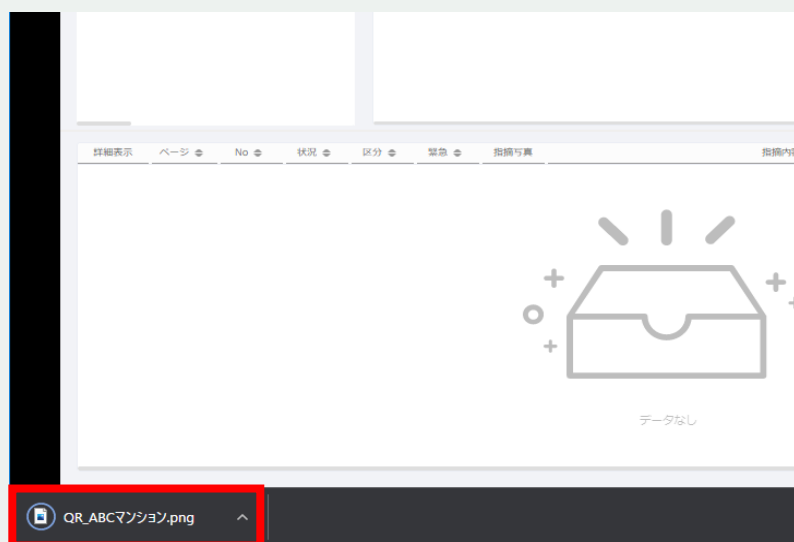 詳細表示 ページ No 状況 区分 緊急 指摘写真 指摘内容
データなし
QR_ABCマンション.png